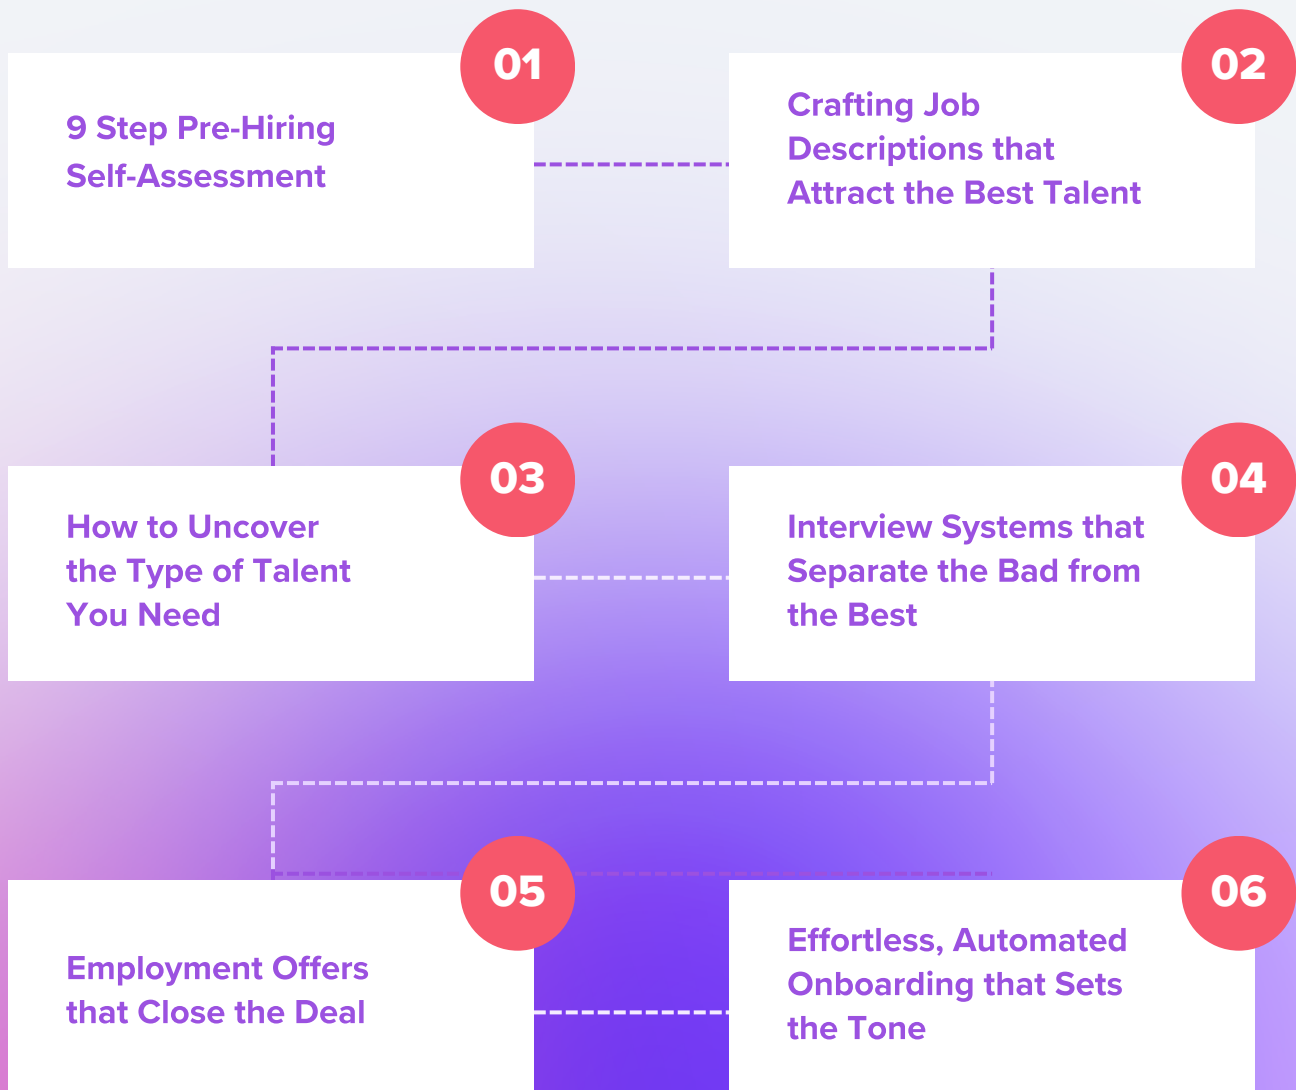 01
9 Step Pre-Hiring
Self-Assessment
02
Crafting Job
Descriptions that
Attract the Best Talent
03
How to Uncover
the Type of Talent
You Need
04
Interview Systems that
Separate the Bad from
the Best
05
Employment Offers
that Close the Deal
06
Effortless, Automated
Onboarding that Sets
the Tone